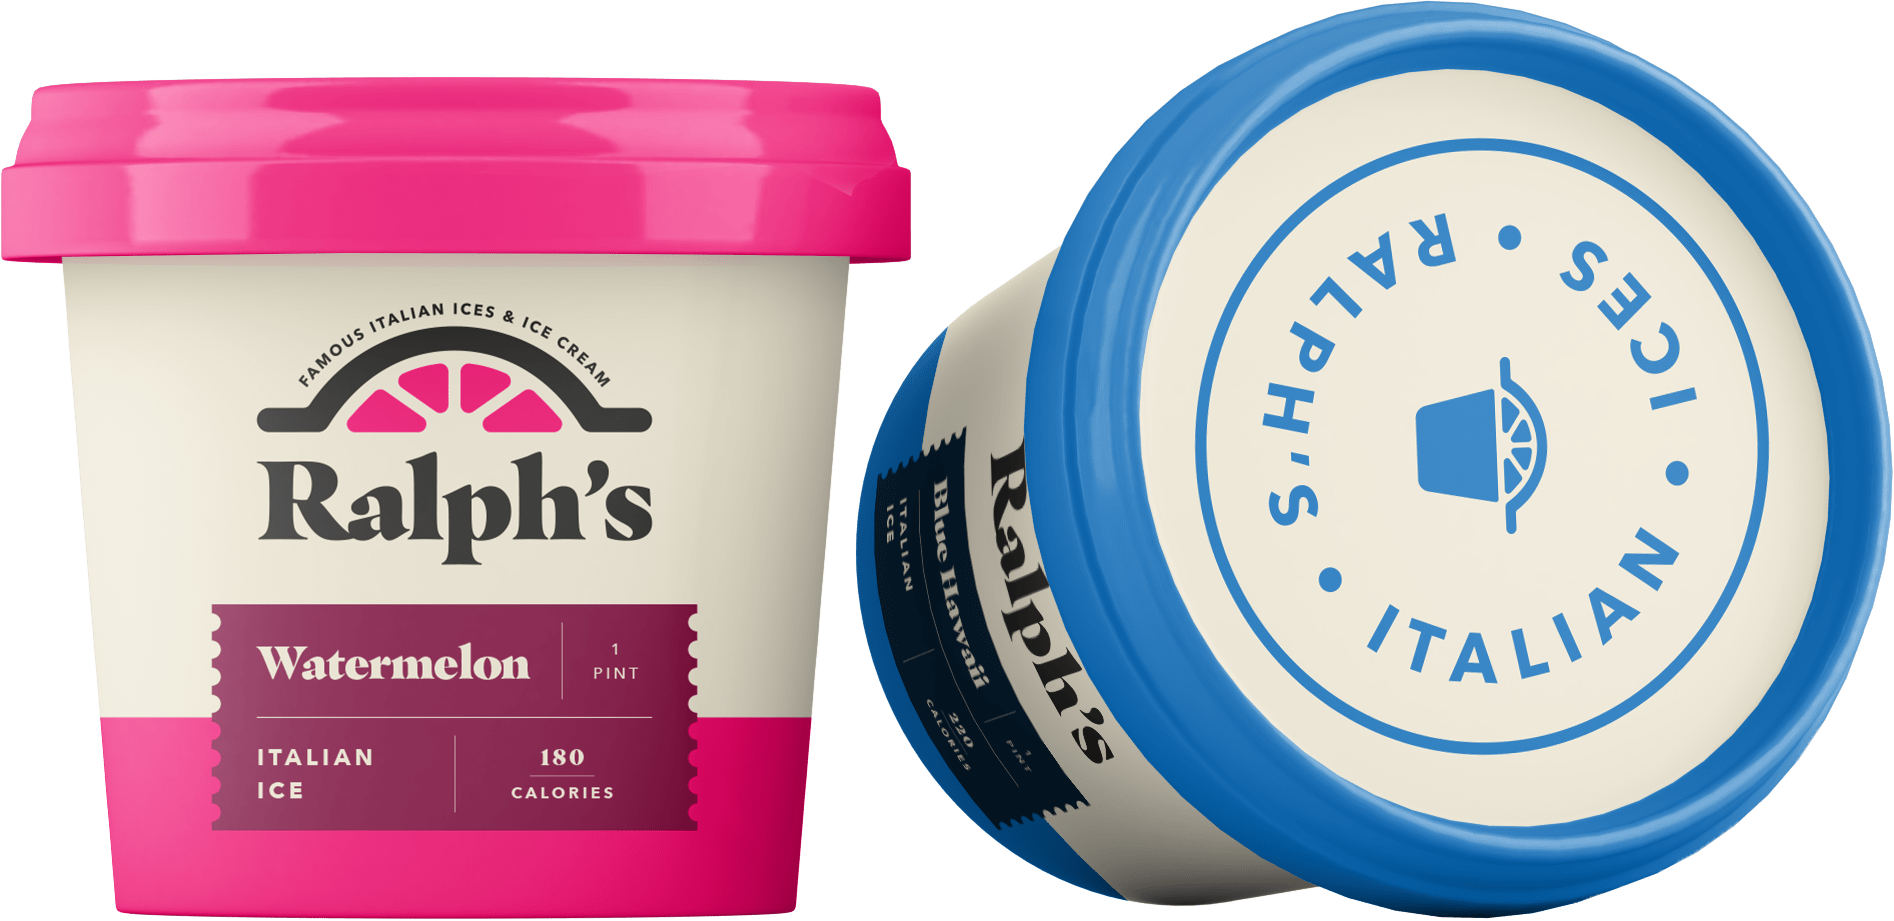 FAMOUS ITALIAN ICES & ICE CREAM
Ralph's
Watermelon
1
PINT
ITALIAN
ICE
180
CALORIES
Ralph's
Blue Hawaii
1
PINT
ITALIAN
ICE
220
CALORIES
RALPH'S • ITALIAN • ICES •